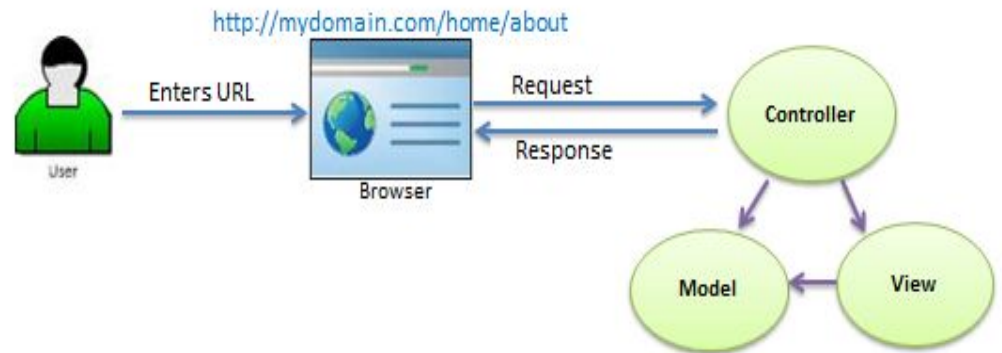 http://mydomain.com/home/about
Enters URL
Request
Controller
Response
User
Browser
Model
View